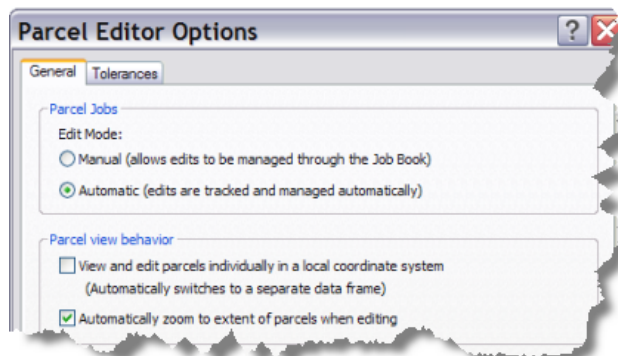 Parcel Editor Options
?
General Tolerances
Parcel Jobs
Edit Mode:
Manual (allows edits to be managed through the Job Book)
Automatic (edits are tracked and managed automatically)
Parcel view behavior
View and edit parcels individually in a local coordinate system
(Automatically switches to a separate data frame)
Automatically zoom to extent of parcels when editing